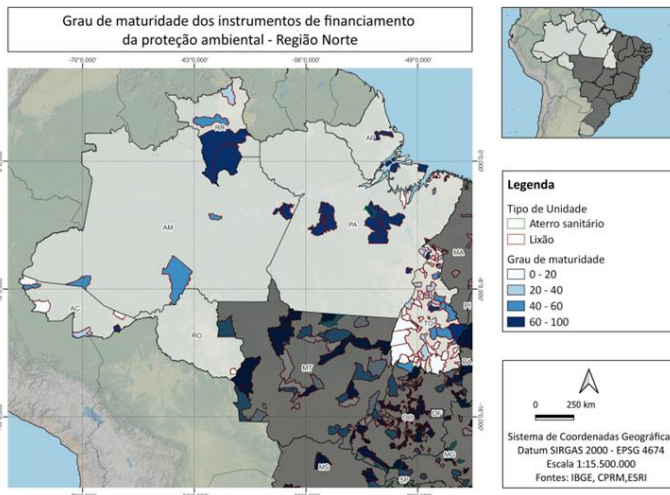 Grau de maturidade dos instrumentos de financiamento
da proteção ambiental - Região Norte
-70°0,000
-63°0,000
-56°0,000
-49°0,000
RR
AP
AM
PA
MA
PI
AC
TO
RO
BA
MT
GO
DF
MS
MG
SP
Legenda
Tipo de Unidade
Aterro sanitário
Lixão
Grau de maturidade
0 - 20
20 - 40
40 - 60
60 - 100
0
250 km
Sistema de Coordenadas Geográfica
Datum SIRGAS 2000 - EPSG 4674
Escala 1:15.500.000
Fontes: IBGE, CPRM,ESRI